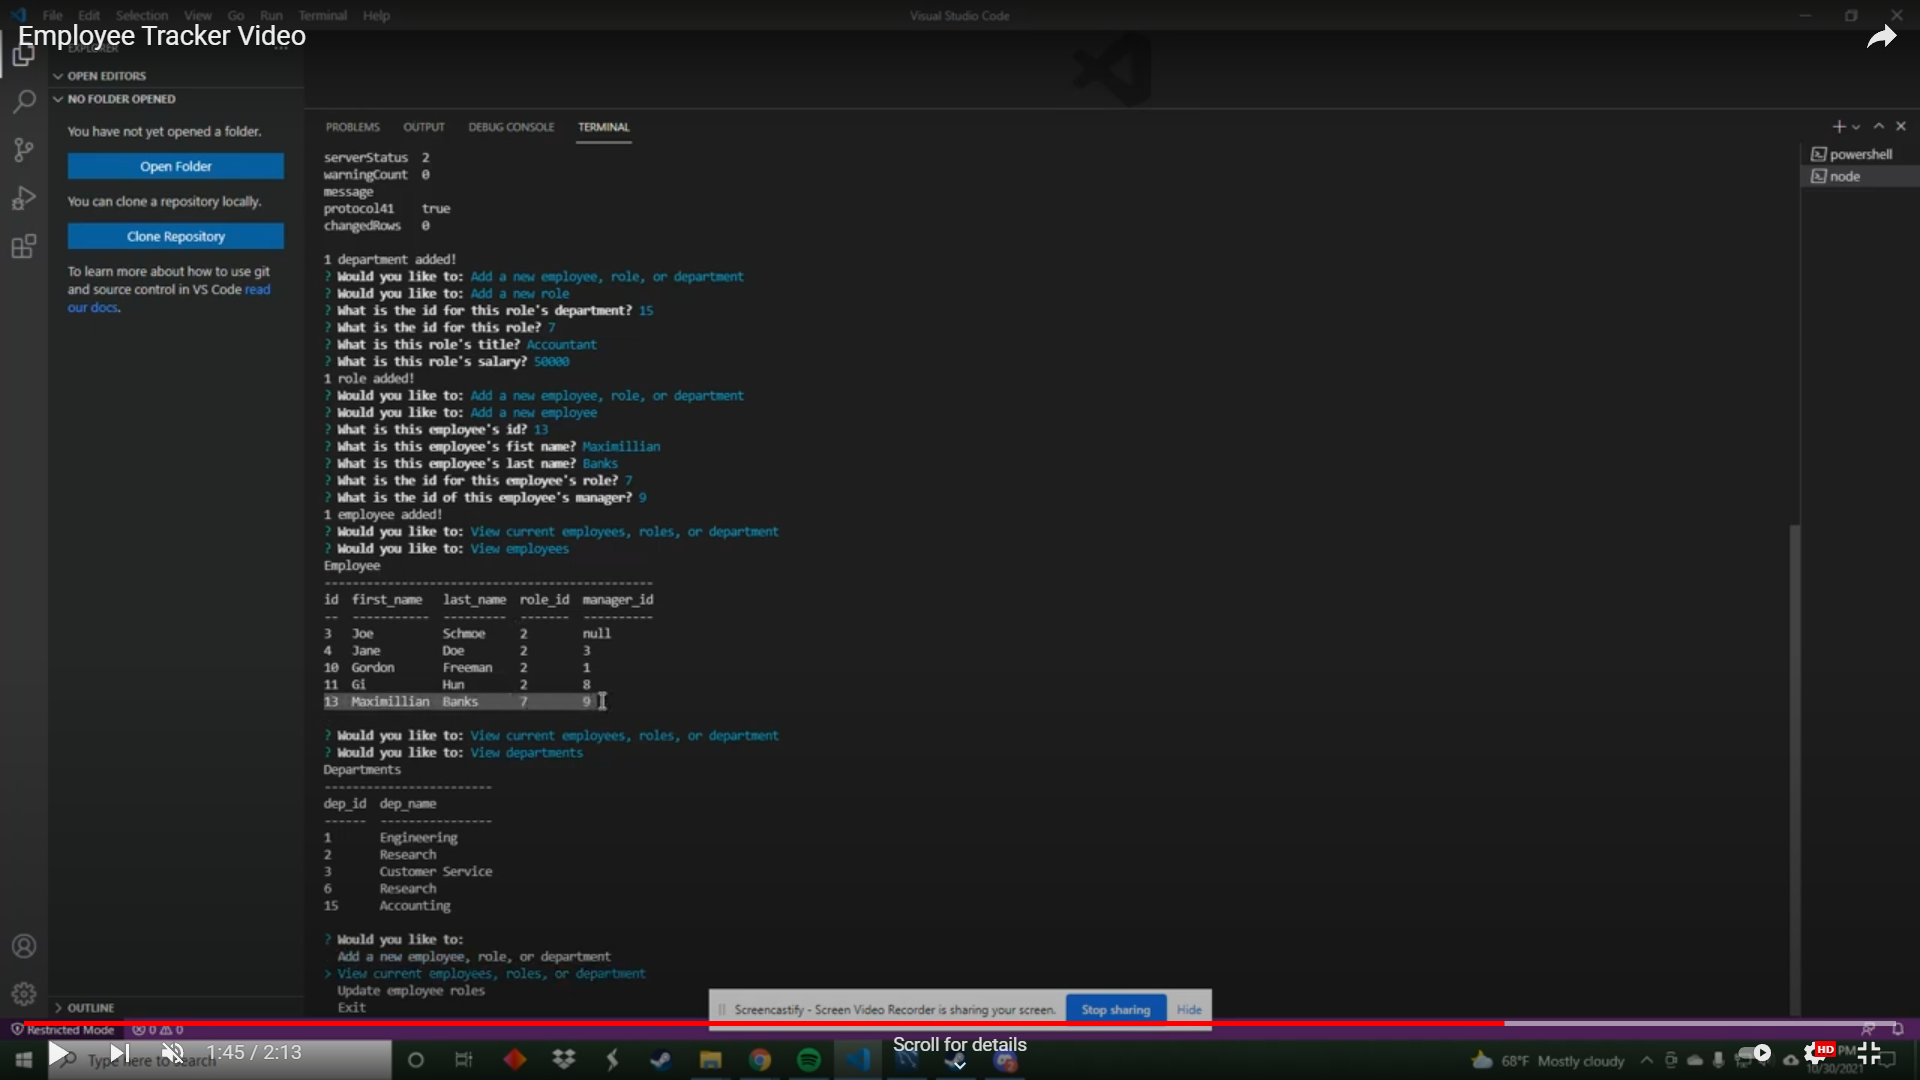 File Edit Selection View Go Run Terminal Help
Visual Studio Code
Employee Tracker Video
EXPLORER
OPEN EDITORS
NO FOLDER OPENED
You have not yet opened a folder.
Open Folder
You can clone a repository locally.
Clone Repository
To learn more about how to use git
and source control in VS Code read
our docs.
OUTLINE
PROBLEMS OUTPUT DEBUG CONSOLE TERMINAL
powershell
node
serverStatus 2
warningCount 0
message
protocol41 true
changedRows 0
1 department added!
? Would you like to: Add a new employee, role, or department
? Would you like to: Add a new role
? What is the id for this role's department? 15
? What is the id for this role? 7
? What is this role's title? Accountant
? What is this role's salary? 50000
1 role added!
? Would you like to: Add a new employee, role, or department
? Would you like to: Add a new employee
? What is this employee's id? 13
? What is this employee's fist name? Maximillian
? What is this employee's last name? Banks
? What is the id for this employee's role? 7
? What is the id of this employee's manager? 9
1 employee added!
? Would you like to: View current employees, roles, or department
? Would you like to: View employees
Employee
-----------------------------------------------
id first_name last_name role_id manager_id
-- ----------- --------- ------- ----------
3 Joe Schmoe 2 null
4 Jane Doe 2 3
10 Gordon Freeman 2 1
11 Gi Hun 2 8
13 Maximillian Banks 7 9
? Would you like to: View current employees, roles, or department
? Would you like to: View departments
Departments
------------------------
dep_id dep_name
------ ----------------
1 Engineering
2 Research
3 Customer Service
6 Research
15 Accounting
? Would you like to:
Add a new employee, role, or department
> View current employees, roles, or department
Update employee roles
Exit
Screencastify - Screen Video Recorder is sharing your screen. Stop sharing Hide
Restricted Mode 0 0
Type here to search
1:45 / 2:13
Scroll for details
68°F Mostly cloudy
HD
PM
10/30/2021